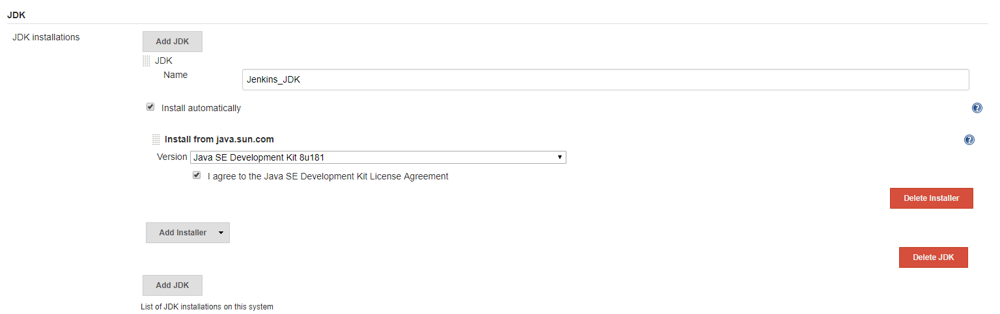 JDK
JDK installations
Add JDK
JDK
Name
Jenkins_JDK
Install automatically
Install from java.sun.com
Version
Java SE Development Kit 8u181
I agree to the Java SE Development Kit License Agreement
Delete Installer
Add Installer
Delete JDK
Add JDK
List of JDK installations on this system